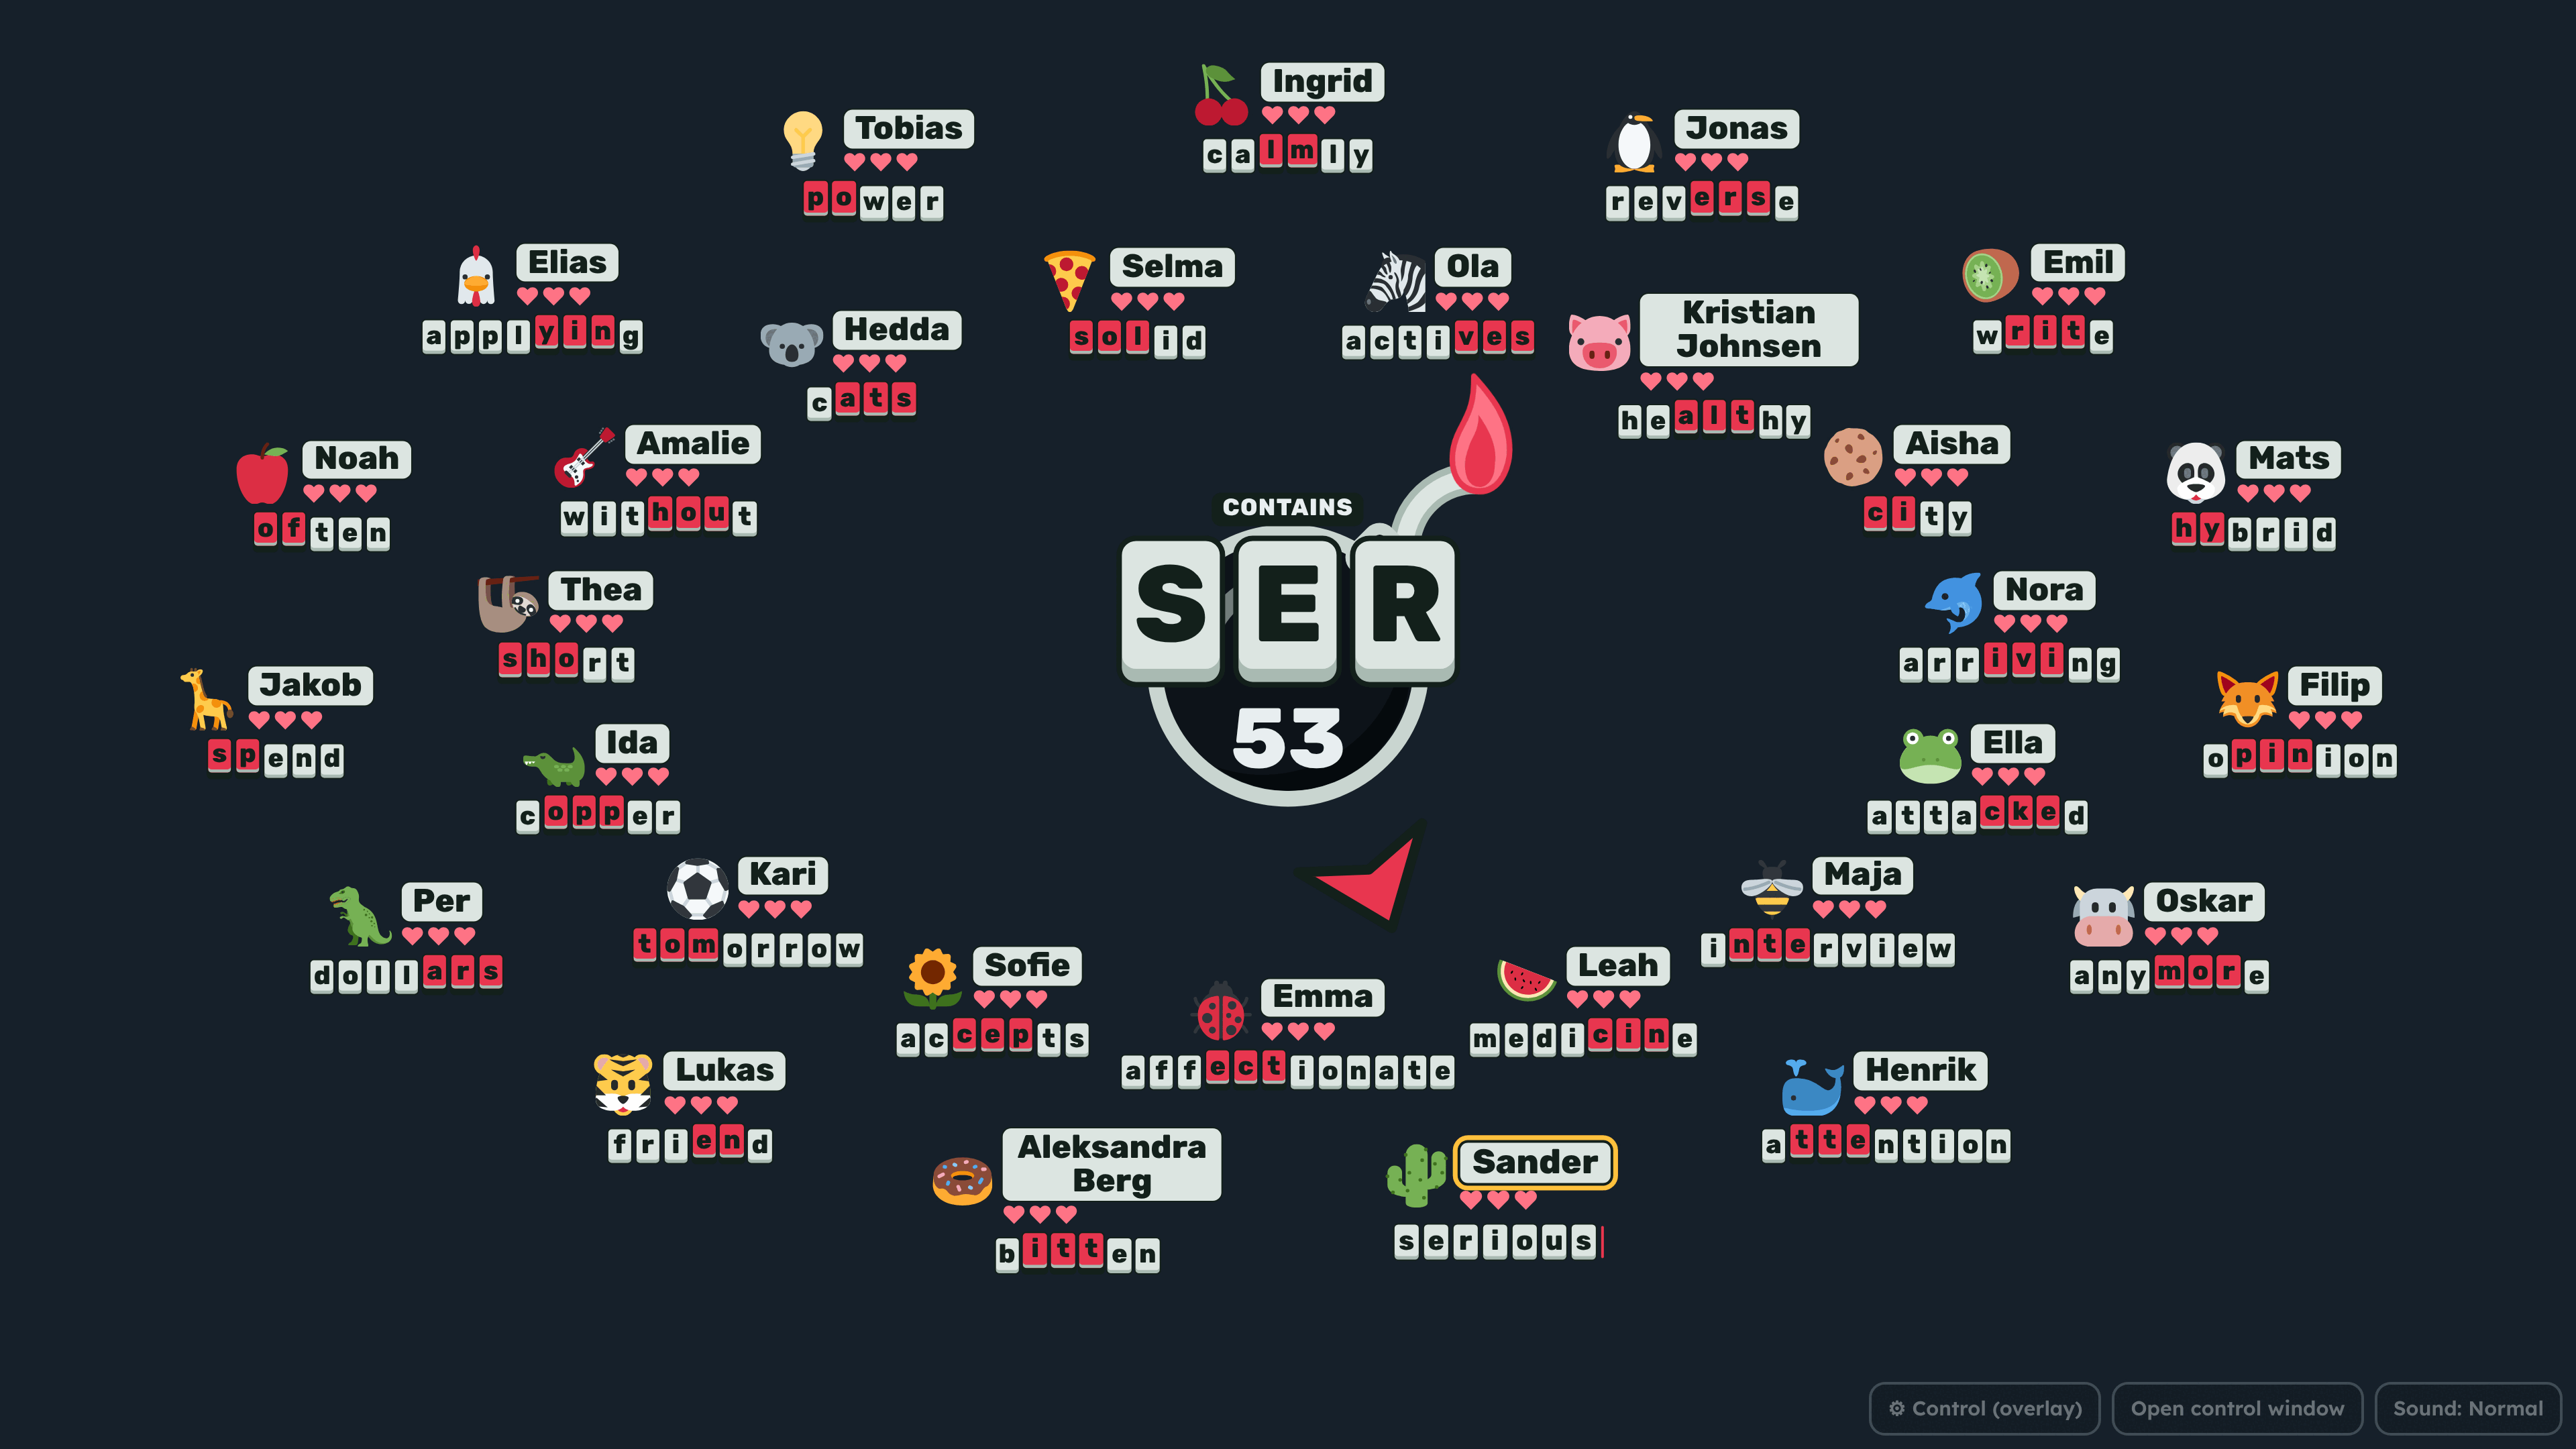 Ingrid
calmly
Tobias
power
Jonas
reverse
Elias
applying
Selma
solid
Ola
actives
Emil
write
Hedda
cats
Kristian
Johnsen
healthy
Noah
often
Amalie
without
Aisha
city
Mats
hybrid
CONTAINS
SER
53
Thea
short
Nora
arriving
Jakob
spend
Filip
opinion
Ida
copper
Ella
attacked
Per
dollars
Kari
tomorrow
Maja
interview
Oskar
anymore
Sofie
accepts
Emma
affectionate
Leah
medicine
Lukas
friend
Henrik
attention
Aleksandra
Berg
bitten
Sander
serious
⚙ Control (overlay)
Open control window
Sound: Normal